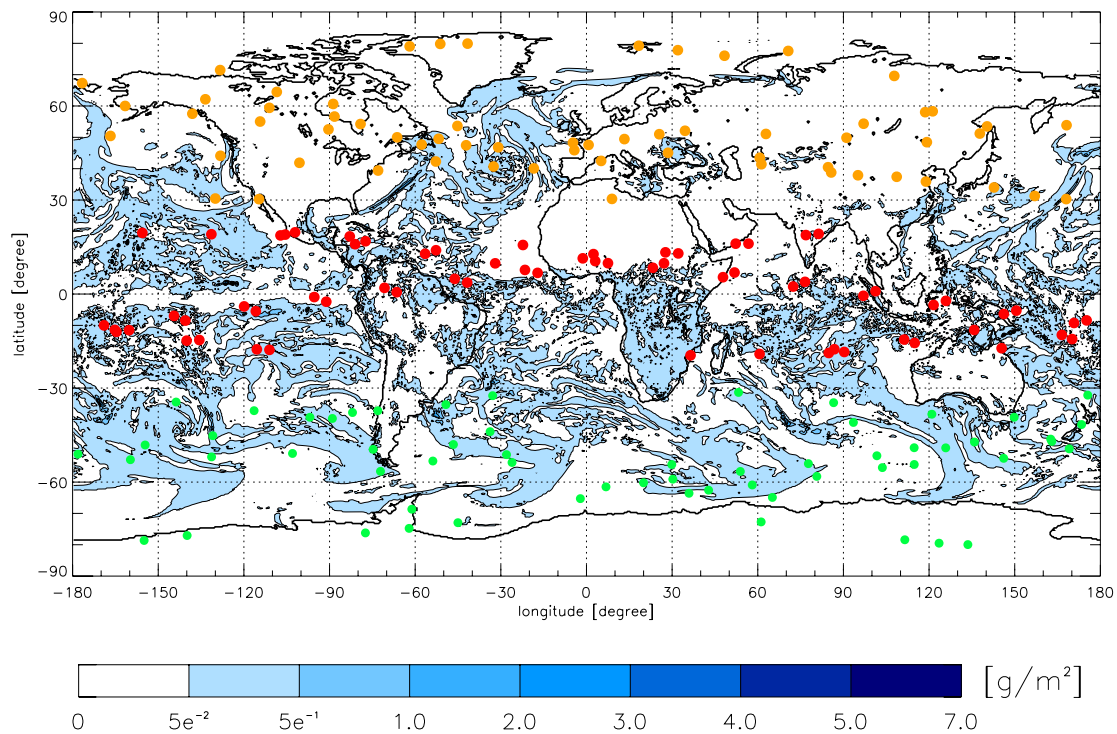 90
60
30
0
−30
−60
−90
latitude [degree]
−180 −150 −120 −90 −60 −30 0 30 60 90 120 150 180
longitude [degree]
[g/m²]
0 5e⁻² 5e⁻¹ 1.0 2.0 3.0 4.0 5.0 7.0